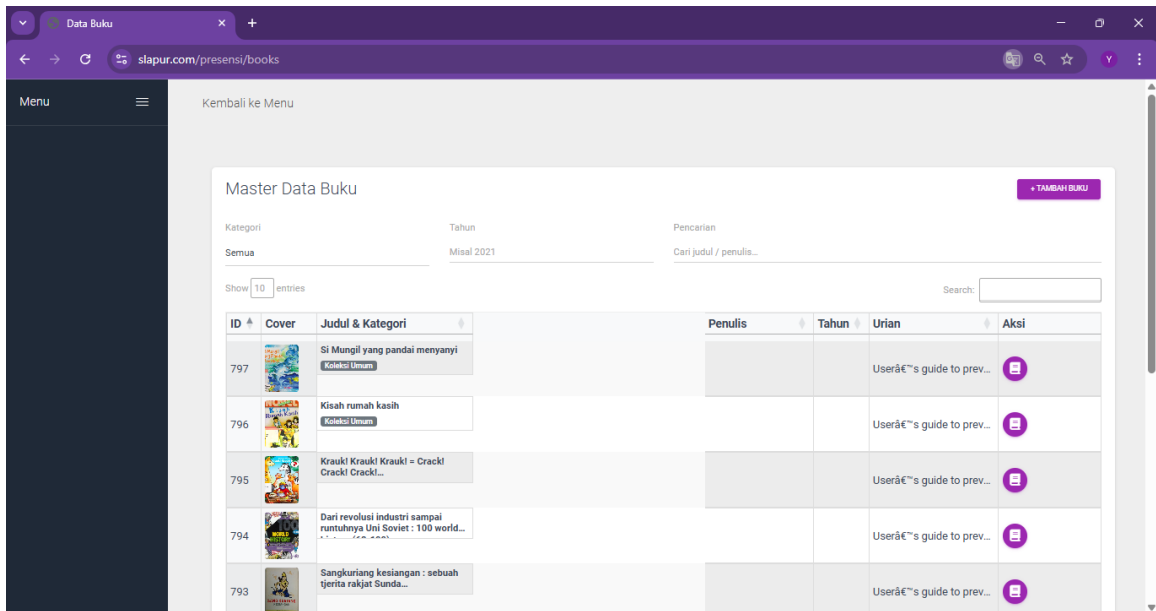 Data Buku
slapur.com/presensi/books
Y
Menu
Kembali ke Menu
Master Data Buku
+ TAMBAH BUKU
Kategori Tahun Pencarian
Semua Misal 2021 Cari judul / penulis...
Show 10 entries Search:
ID Cover Judul & Kategori Penulis Tahun Urian Aksi
797 Si Mungil yang pandai menyanyi
Koleksi Umum
Userâ€™s guide to prev...
796 Kisah rumah kasih
Koleksi Umum
Userâ€™s guide to prev...
795 Krauk! Krauk! Krauk! = Crack!
Crack! Crack!...
Userâ€™s guide to prev...
794 Dari revolusi industri sampai
runtuhnya Uni Soviet : 100 world...
100
WORLD
HISTORY
Userâ€™s guide to prev...
793 Sangkuriang kesiangan : sebuah
tjerita rakjat Sunda...
Userâ€™s guide to prev...